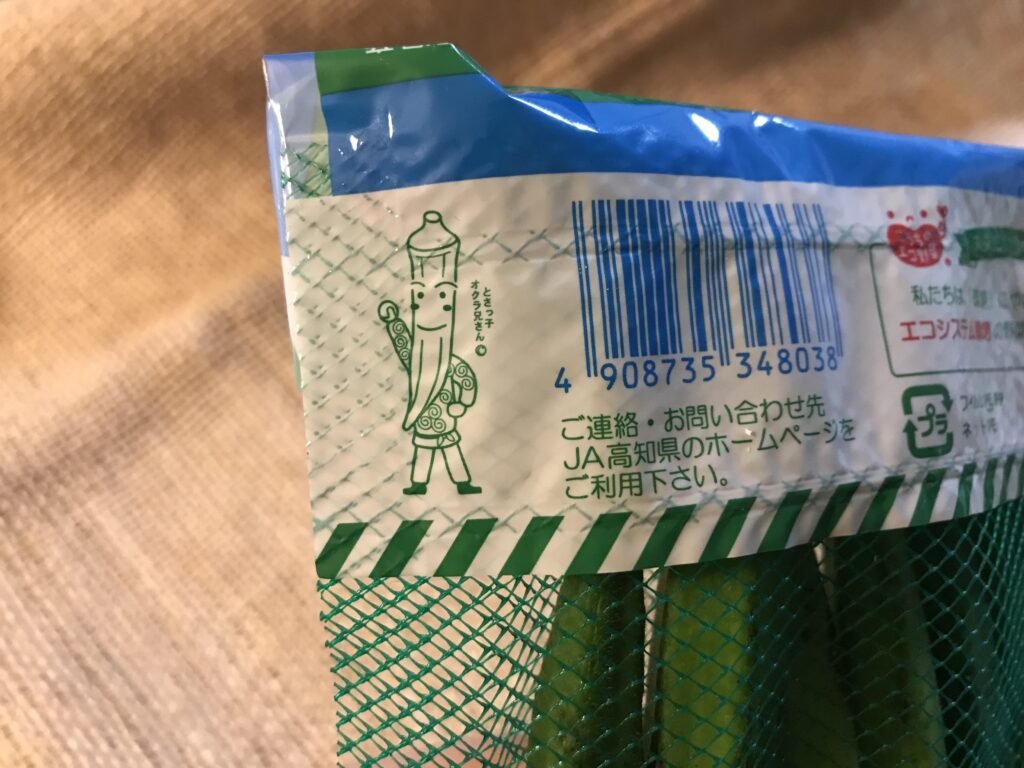 とさっ子
オクラ兄さん ©
4 908735 348038
ご連絡・お問い合わせ先
JA高知県のホームページを
ご利用下さい。
私たちは
エコシステム栽培
プラ